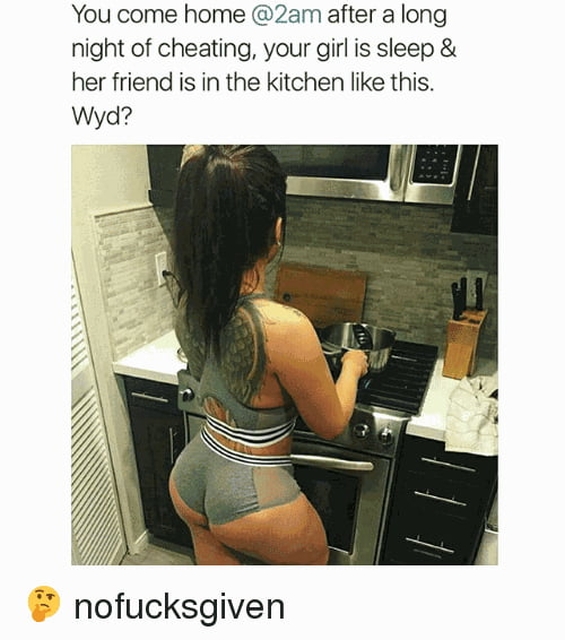 You come home @2am after a long
night of cheating, your girl is sleep &
her friend is in the kitchen like this.
Wyd?
🤔 nofucksgiven